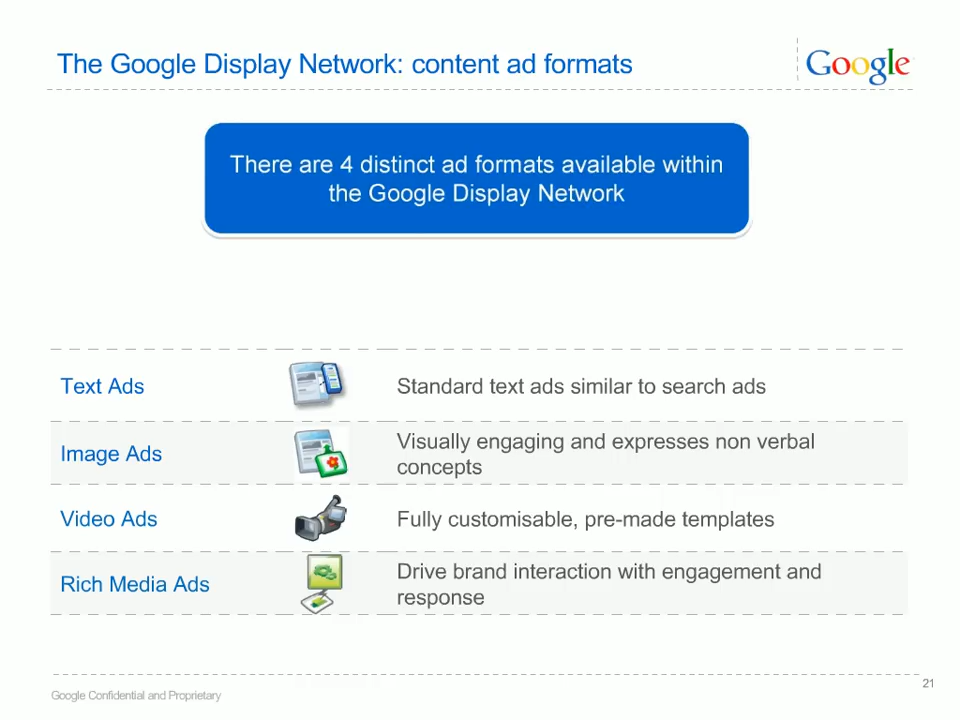 The Google Display Network: content ad formats
Google
There are 4 distinct ad formats available within
the Google Display Network
Text Ads
Standard text ads similar to search ads
Image Ads
Visually engaging and expresses non verbal
concepts
Video Ads
Fully customisable, pre-made templates
Rich Media Ads
Drive brand interaction with engagement and
response
21
Google Confidential and Proprietary